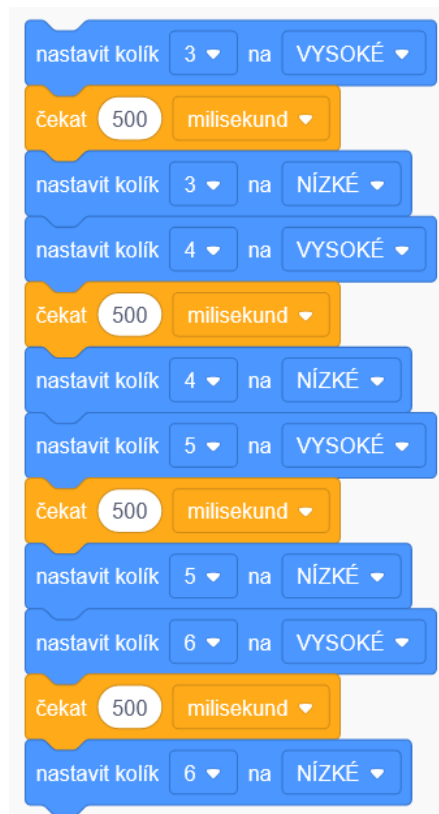 nastavit kolík 3 na VYSOKÉ
čekat 500 milisekund
nastavit kolík 3 na NÍZKÉ
nastavit kolík 4 na VYSOKÉ
čekat 500 milisekund
nastavit kolík 4 na NÍZKÉ
nastavit kolík 5 na VYSOKÉ
čekat 500 milisekund
nastavit kolík 5 na NÍZKÉ
nastavit kolík 6 na VYSOKÉ
čekat 500 milisekund
nastavit kolík 6 na NÍZKÉ